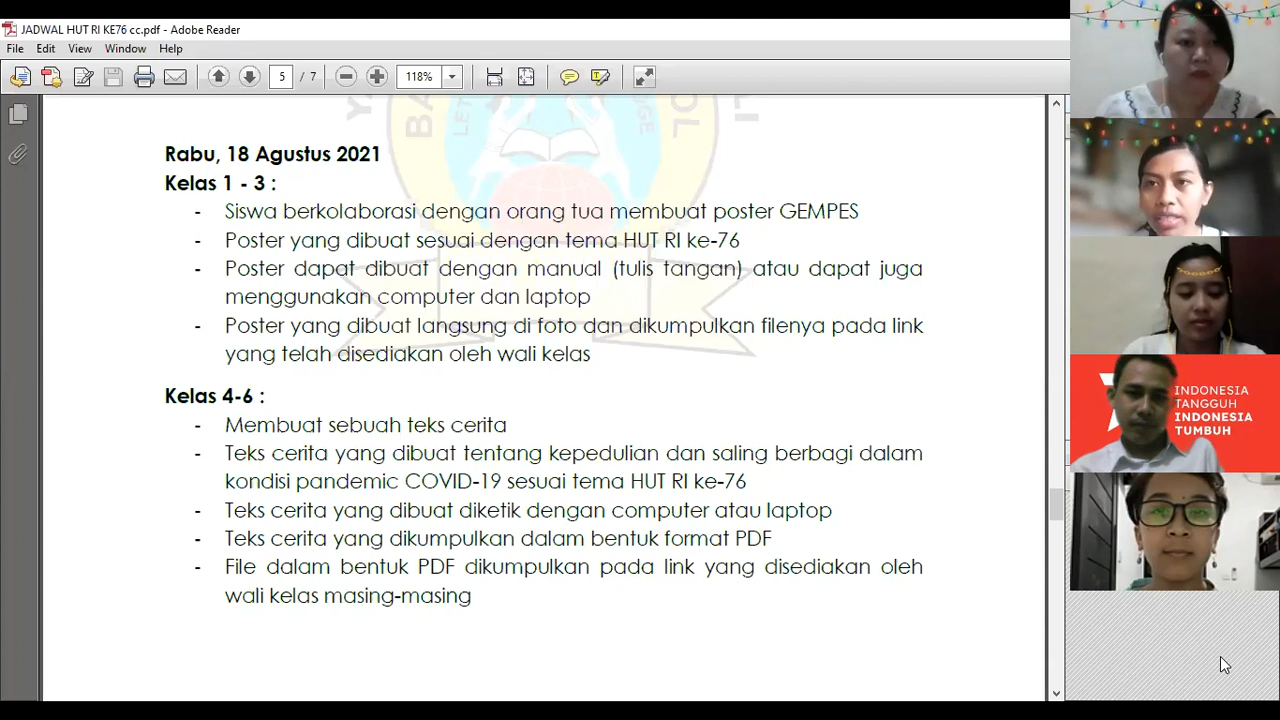 JADWAL HUT RI KE76 cc.pdf - Adobe Reader
File Edit View Window Help
5 / 7 118%
Rabu, 18 Agustus 2021
Kelas 1 - 3 :
- Siswa berkolaborasi dengan orang tua membuat poster GEMPES
- Poster yang dibuat sesuai dengan tema HUT RI ke-76
- Poster dapat dibuat dengan manual (tulis tangan) atau dapat juga
menggunakan computer dan laptop
- Poster yang dibuat langsung di foto dan dikumpulkan filenya pada link
yang telah disediakan oleh wali kelas
Kelas 4-6 :
- Membuat sebuah teks cerita
- Teks cerita yang dibuat tentang kepedulian dan saling berbagi dalam
kondisi pandemic COVID-19 sesuai tema HUT RI ke-76
- Teks cerita yang dibuat diketik dengan computer atau laptop
- Teks cerita yang dikumpulkan dalam bentuk format PDF
- File dalam bentuk PDF dikumpulkan pada link yang disediakan oleh
wali kelas masing-masing
INDONESIA
TANGGUH
INDONESIA
TUMBUH